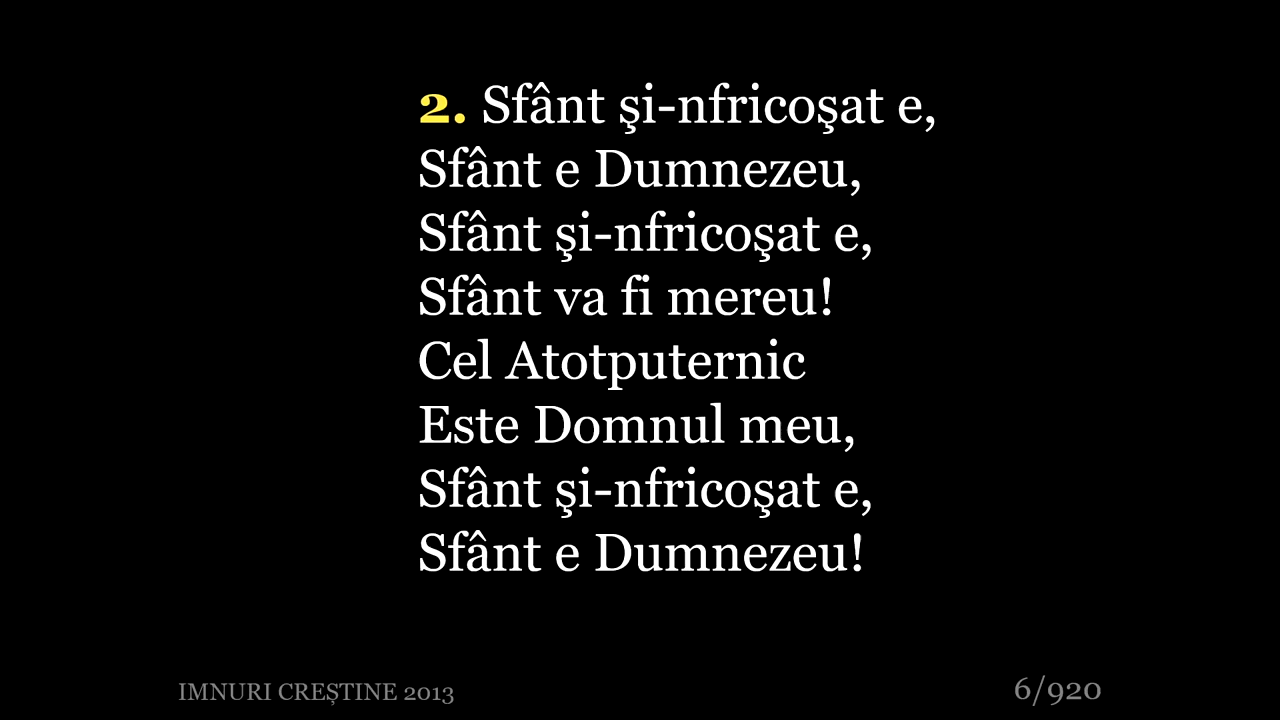 2. Sfânt şi-nfricoşat e,
Sfânt e Dumnezeu,
Sfânt şi-nfricoşat e,
Sfânt va fi mereu!
Cel Atotputernic
Este Domnul meu,
Sfânt şi-nfricoşat e,
Sfânt e Dumnezeu!
IMNURI CREȘTINE 2013
6/920